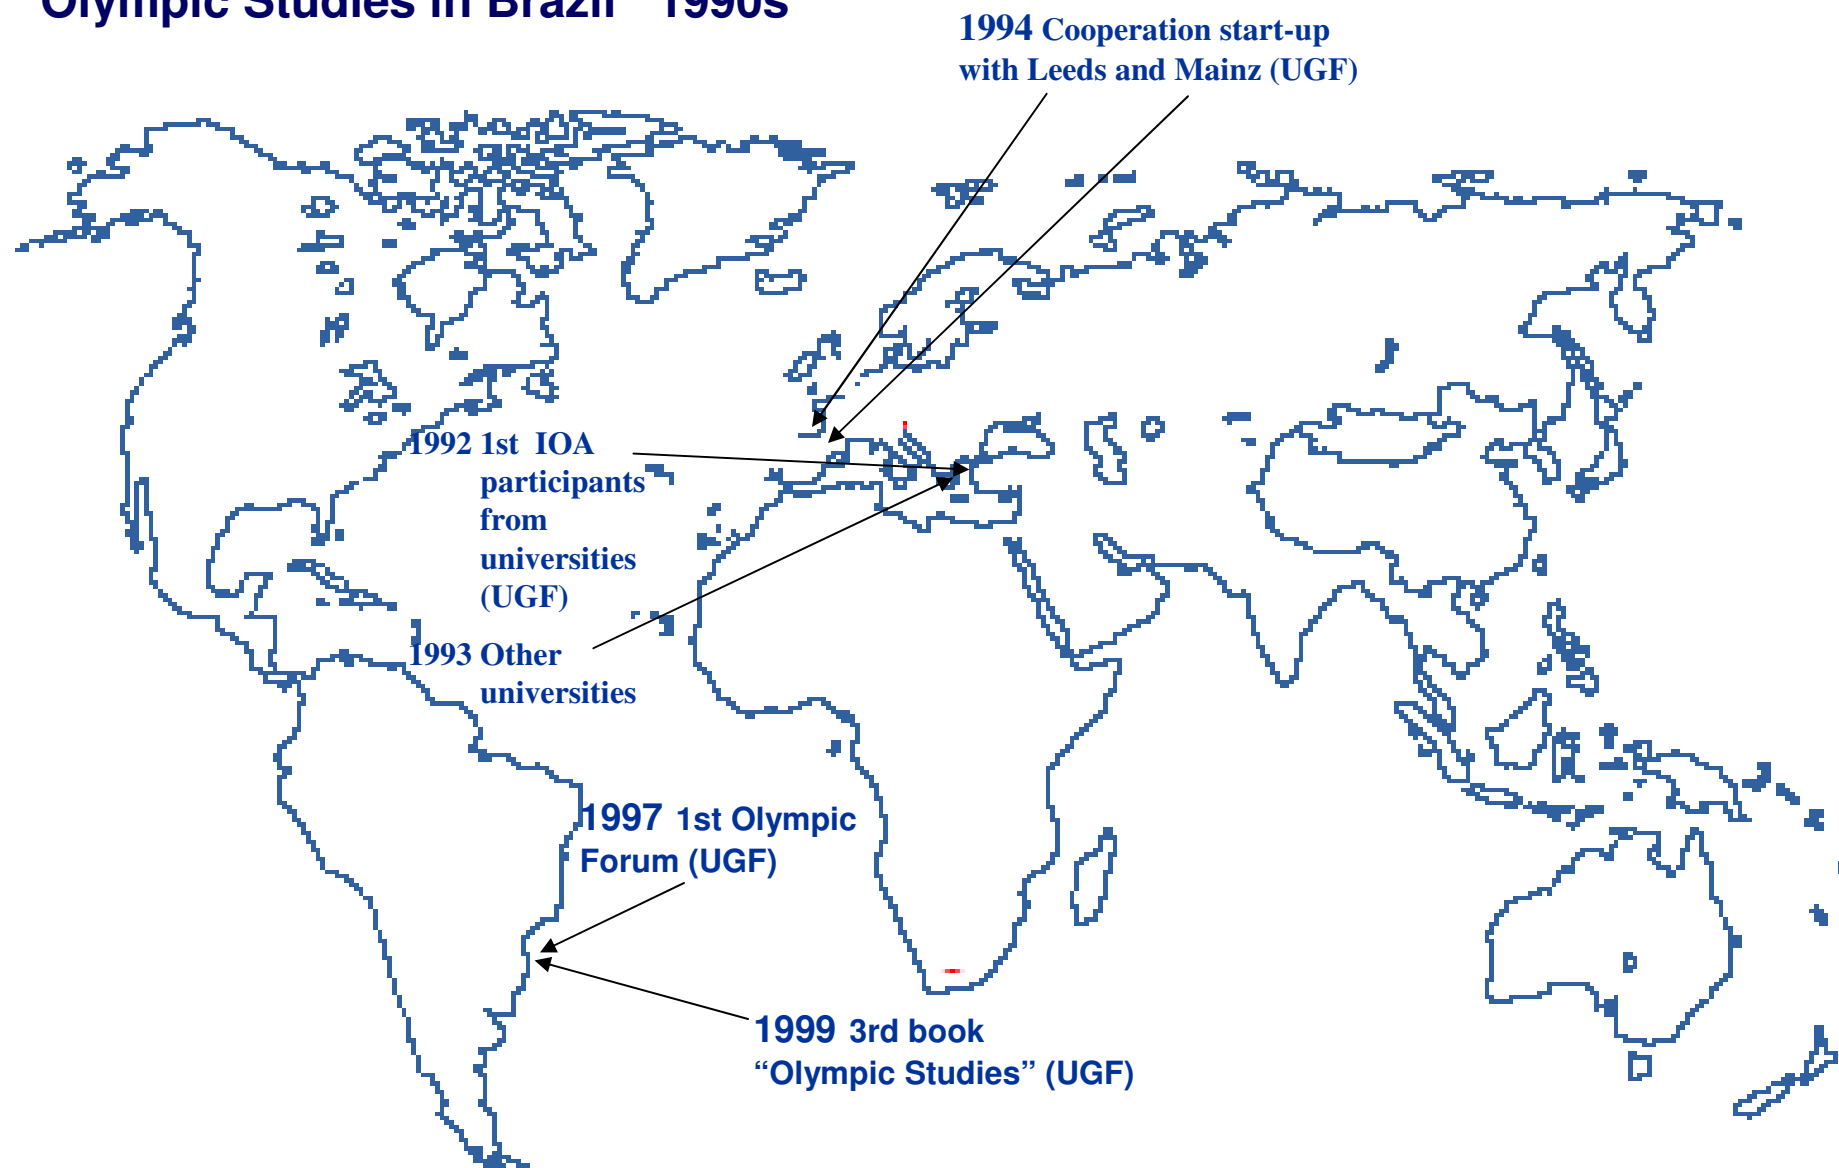 Olympic Studies in Brazil 1990s
1994 Cooperation start-up
with Leeds and Mainz (UGF)
1992 1st IOA
participants
from
universities
(UGF)
1993 Other
universities
1997 1st Olympic
Forum (UGF)
1999 3rd book
“Olympic Studies” (UGF)